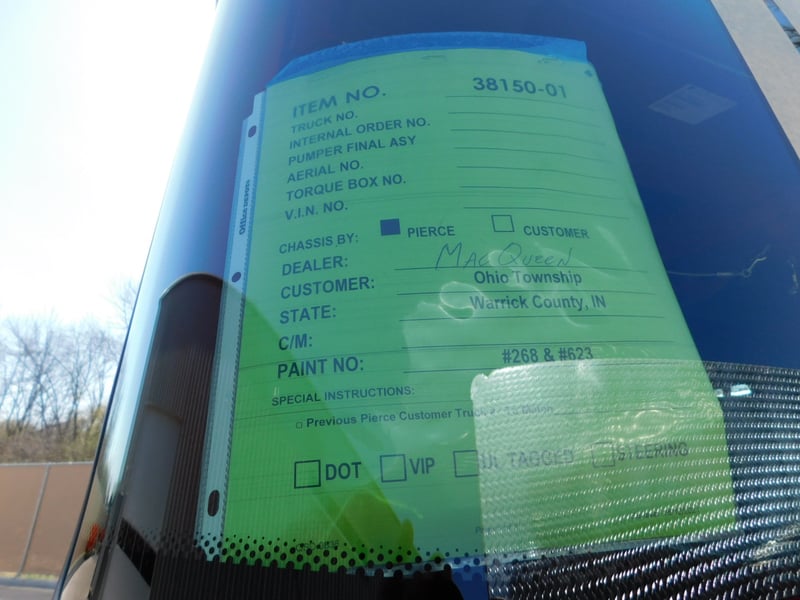 ITEM NO. 38150-01
TRUCK NO.
INTERNAL ORDER NO.
PUMPER FINAL ASY
AERIAL NO.
TORQUE BOX NO.
V.I.N. NO.
Office DEPOT
CHASSIS BY: PIERCE CUSTOMER
DEALER: MACQUEEN
CUSTOMER: Ohio Township
STATE: Warrick County, IN
C/M:
PAINT NO: #268 & #623
SPECIAL INSTRUCTIONS:
Previous Pierce Customer Truck
DOT VIP UL TAGGED STEERING